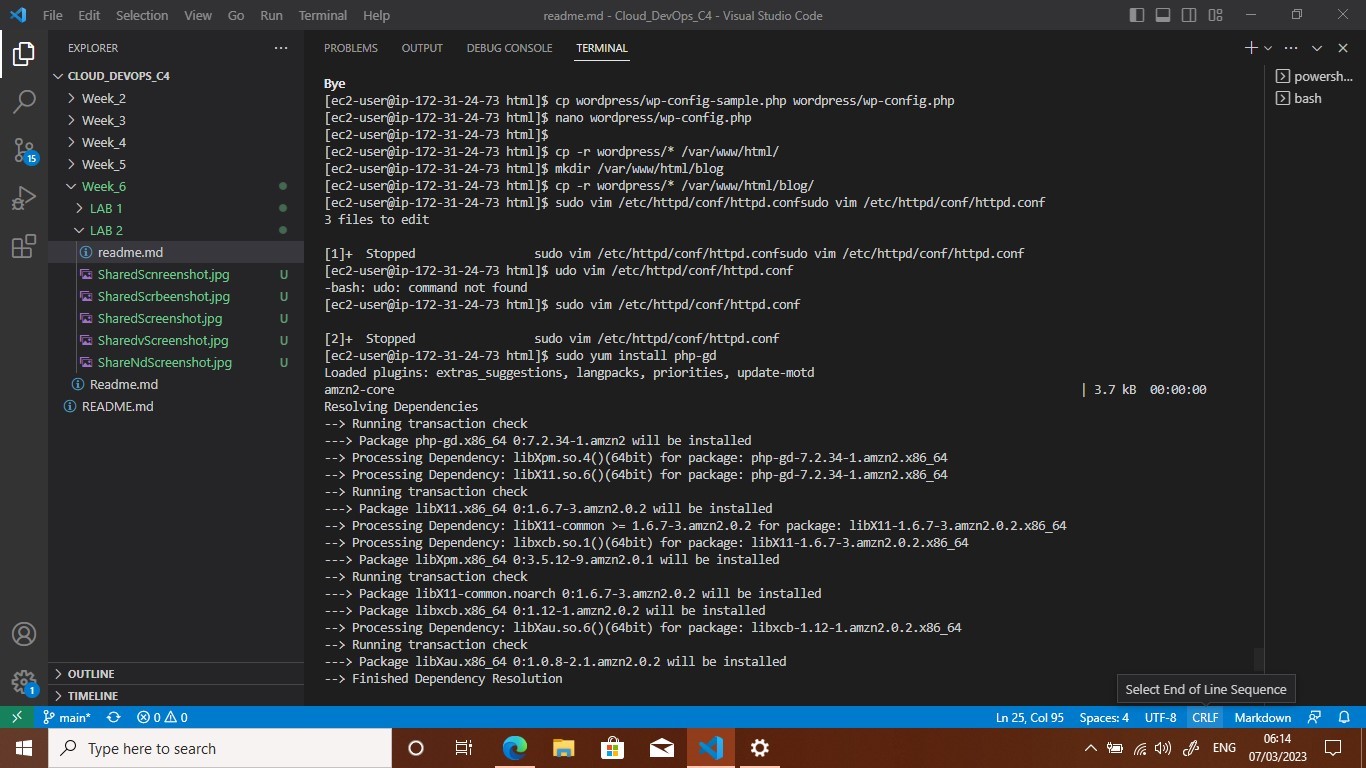 File Edit Selection View Go Run Terminal Help
readme.md - Cloud_DevOps_C4 - Visual Studio Code
EXPLORER
CLOUD_DEVOPS_C4
Week_2
Week_3
Week_4
Week_5
Week_6
LAB 1
LAB 2
readme.md
SharedScnreenshot.jpg U
SharedScrbeenshot.jpg U
SharedScreenshot.jpg U
SharedvScreenshot.jpg U
ShareNdScreenshot.jpg U
Readme.md
README.md
OUTLINE
TIMELINE
15
1
PROBLEMS OUTPUT DEBUG CONSOLE TERMINAL
powersh...
bash
Bye
[ec2-user@ip-172-31-24-73 html]$ cp wordpress/wp-config-sample.php wordpress/wp-config.php
[ec2-user@ip-172-31-24-73 html]$ nano wordpress/wp-config.php
[ec2-user@ip-172-31-24-73 html]$
[ec2-user@ip-172-31-24-73 html]$ cp -r wordpress/* /var/www/html/
[ec2-user@ip-172-31-24-73 html]$ mkdir /var/www/html/blog
[ec2-user@ip-172-31-24-73 html]$ cp -r wordpress/* /var/www/html/blog/
[ec2-user@ip-172-31-24-73 html]$ sudo vim /etc/httpd/conf/httpd.confsudo vim /etc/httpd/conf/httpd.conf
3 files to edit
[1]+  Stopped                 sudo vim /etc/httpd/conf/httpd.confsudo vim /etc/httpd/conf/httpd.conf
[ec2-user@ip-172-31-24-73 html]$ udo vim /etc/httpd/conf/httpd.conf
-bash: udo: command not found
[ec2-user@ip-172-31-24-73 html]$ sudo vim /etc/httpd/conf/httpd.conf
[2]+  Stopped                 sudo vim /etc/httpd/conf/httpd.conf
[ec2-user@ip-172-31-24-73 html]$ sudo yum install php-gd
Loaded plugins: extras_suggestions, langpacks, priorities, update-motd
amzn2-core | 3.7 kB  00:00:00
Resolving Dependencies
--> Running transaction check
---> Package php-gd.x86_64 0:7.2.34-1.amzn2 will be installed
--> Processing Dependency: libXpm.so.4()(64bit) for package: php-gd-7.2.34-1.amzn2.x86_64
--> Processing Dependency: libX11.so.6()(64bit) for package: php-gd-7.2.34-1.amzn2.x86_64
--> Running transaction check
---> Package libX11.x86_64 0:1.6.7-3.amzn2.0.2 will be installed
--> Processing Dependency: libX11-common >= 1.6.7-3.amzn2.0.2 for package: libX11-1.6.7-3.amzn2.0.2.x86_64
--> Processing Dependency: libxcb.so.1()(64bit) for package: libX11-1.6.7-3.amzn2.0.2.x86_64
---> Package libXpm.x86_64 0:3.5.12-9.amzn2.0.1 will be installed
--> Running transaction check
---> Package libX11-common.noarch 0:1.6.7-3.amzn2.0.2 will be installed
---> Package libxcb.x86_64 0:1.12-1.amzn2.0.2 will be installed
--> Processing Dependency: libXau.so.6()(64bit) for package: libxcb-1.12-1.amzn2.0.2.x86_64
--> Running transaction check
---> Package libXau.x86_64 0:1.0.8-2.1.amzn2.0.2 will be installed
--> Finished Dependency Resolution
Select End of Line Sequence
main* 0 0
Ln 25, Col 95 Spaces: 4 UTF-8 CRLF Markdown
Type here to search
ENG
06:14
07/03/2023